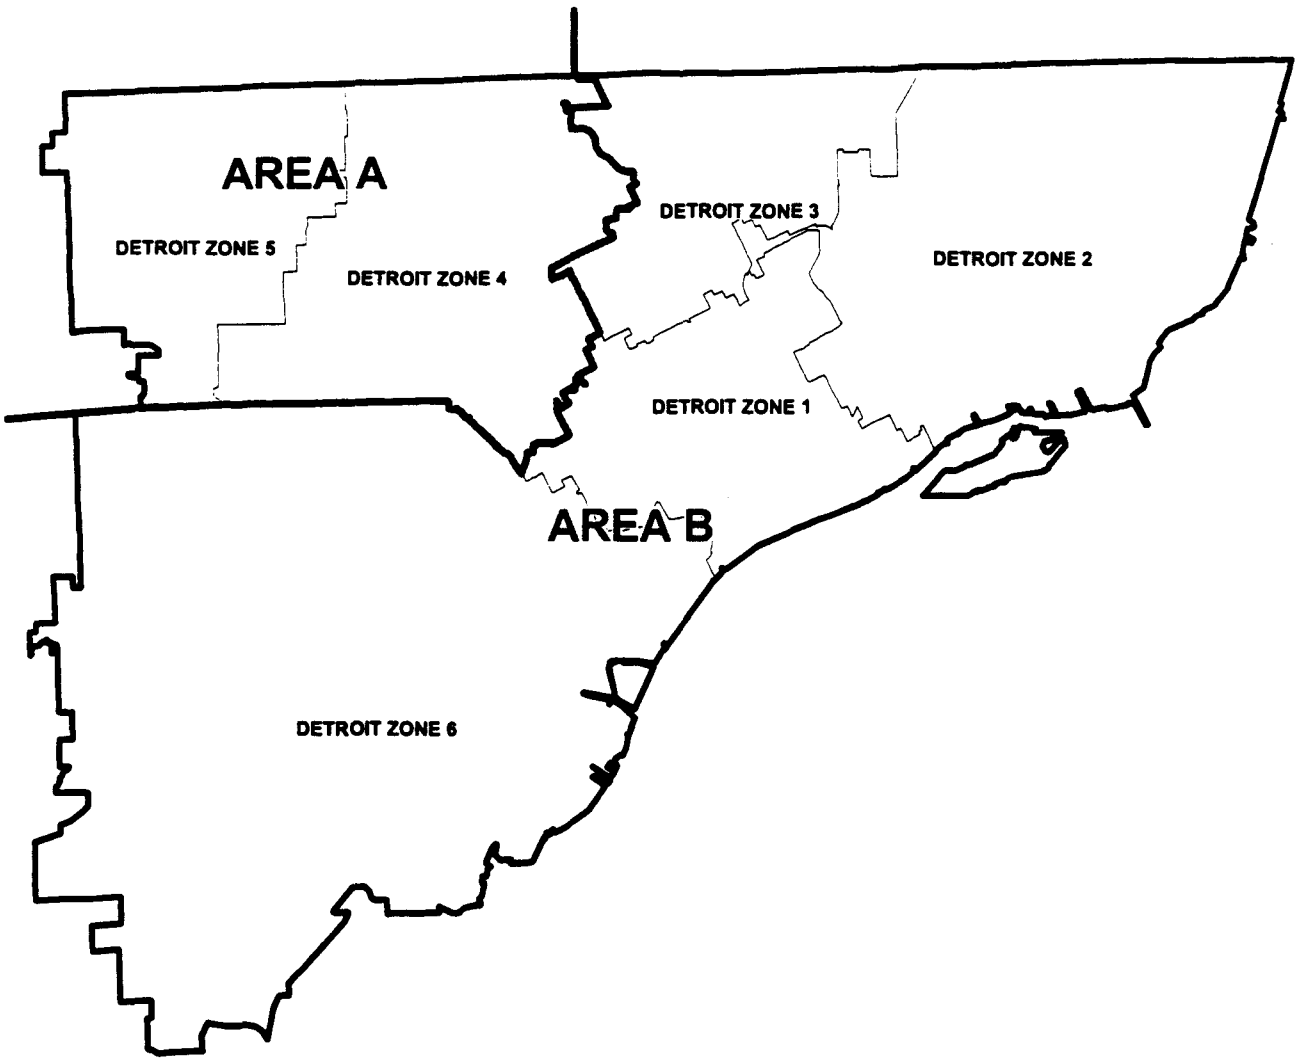 AREA A
DETROIT ZONE 3
DETROIT ZONE 5
DETROIT ZONE 2
DETROIT ZONE 4
DETROIT ZONE 1
AREA B
DETROIT ZONE 6